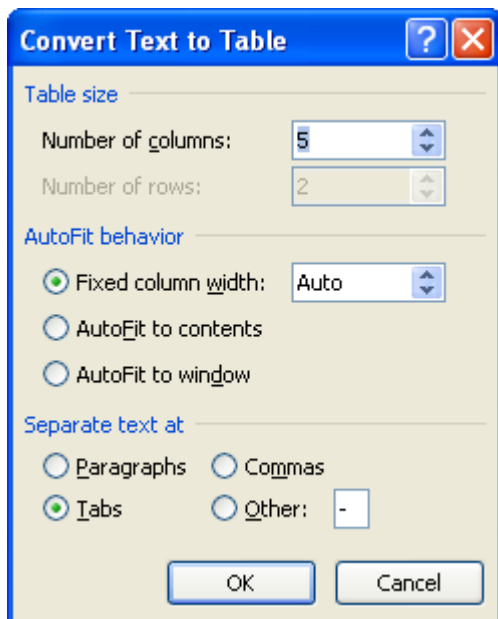 Convert Text to Table ?
Table size
Number of columns: 5
Number of rows: 2
AutoFit behavior
Fixed column width: Auto
AutoFit to contents
AutoFit to window
Separate text at
Paragraphs Commas
Tabs Other: -
OK Cancel